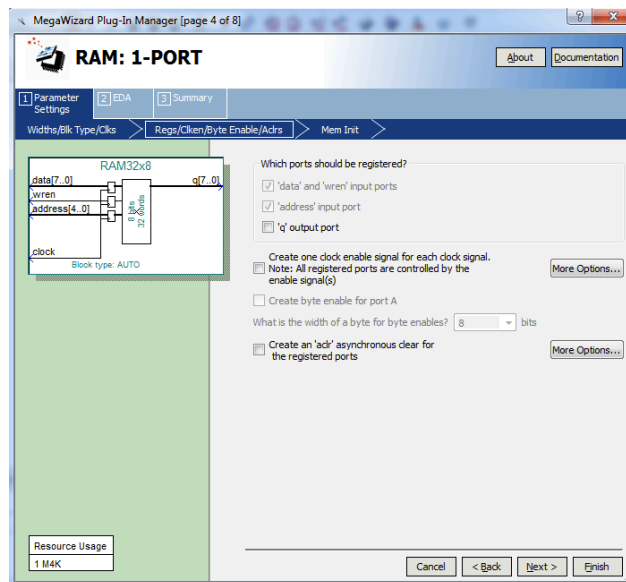 MegaWizard Plug-In Manager [page 4 of 8]
RAM: 1-PORT
About
Documentation
1 Parameter Settings
2 EDA
3 Summary
Widths/Blk Type/Clks
Regs/Clken/Byte Enable/Aclrs
Mem Init
RAM32x8
data[7..0]
q[7..0]
wren
address[4..0]
8 bits
32 words
clock
Block type: AUTO
Which ports should be registered?
'data' and 'wren' input ports
'address' input port
'q' output port
Create one clock enable signal for each clock signal.
Note: All registered ports are controlled by the
enable signal(s)
More Options...
Create byte enable for port A
What is the width of a byte for byte enables? 8 bits
Create an 'aclr' asynchronous clear for
the registered ports
More Options...
Resource Usage
1 M4K
Cancel
< Back
Next >
Finish